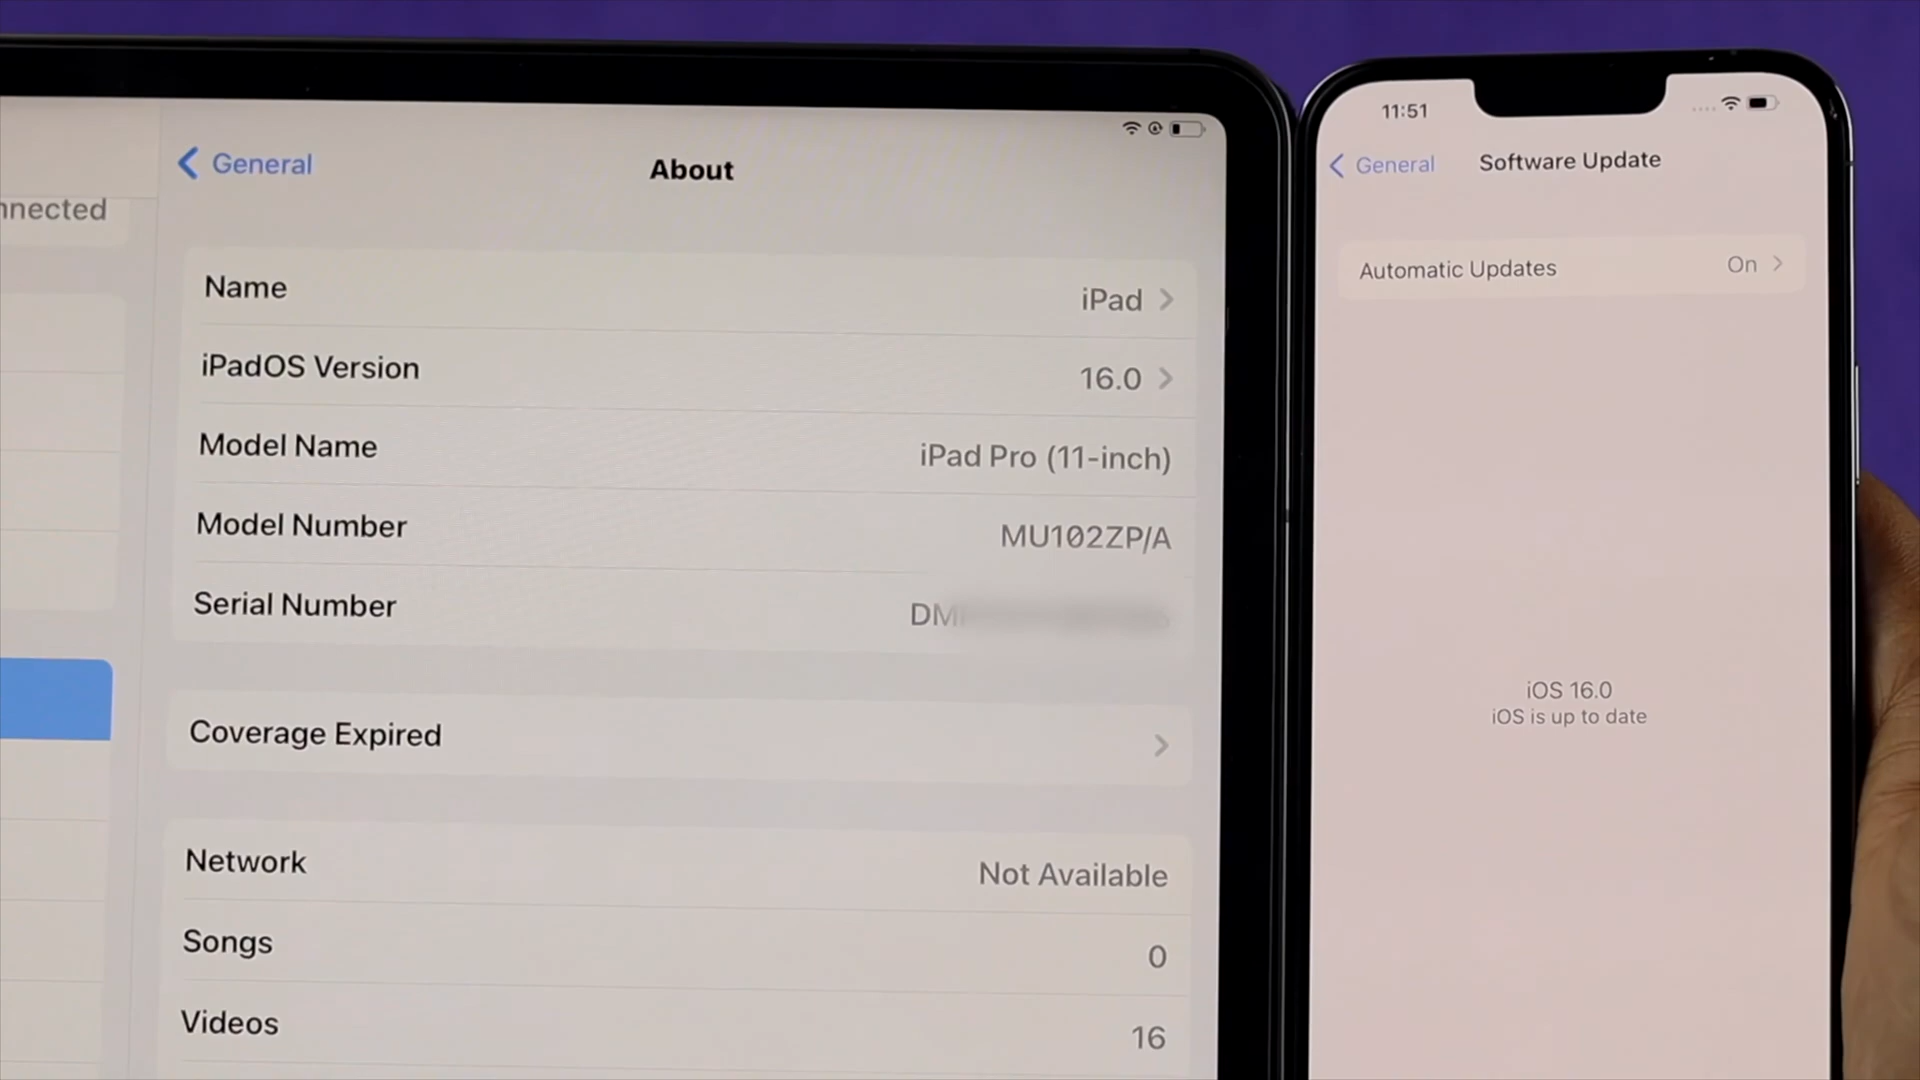 nnected
General
About
Name
iPad
iPadOS Version
16.0
Model Name
iPad Pro (11-inch)
Model Number
MU102ZP/A
Serial Number
DM
Coverage Expired
Network
Not Available
Songs
0
Videos
16
11:51
General
Software Update
Automatic Updates
On
iOS 16.0
iOS is up to date